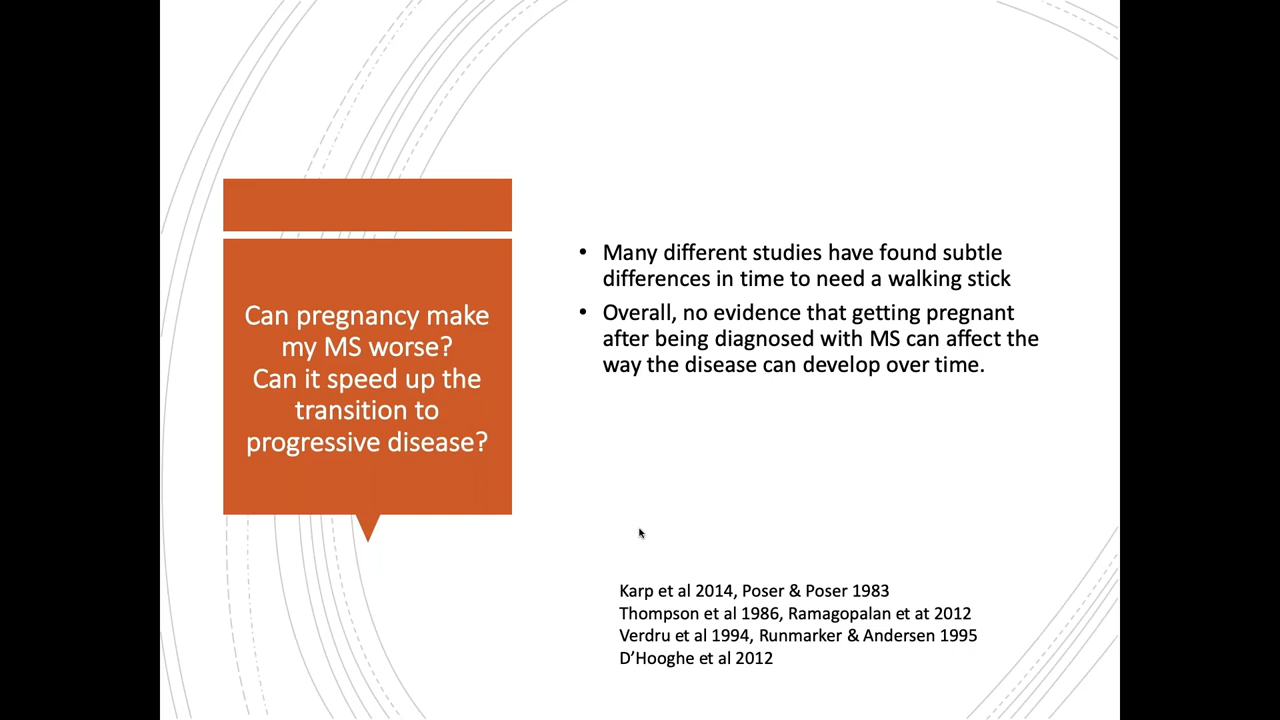 Can pregnancy make
my MS worse?
Can it speed up the
transition to
progressive disease?
• Many different studies have found subtle
differences in time to need a walking stick
• Overall, no evidence that getting pregnant
after being diagnosed with MS can affect the
way the disease can develop over time.
Karp et al 2014, Poser & Poser 1983
Thompson et al 1986, Ramagopalan et at 2012
Verdru et al 1994, Runmarker & Andersen 1995
D’Hooghe et al 2012